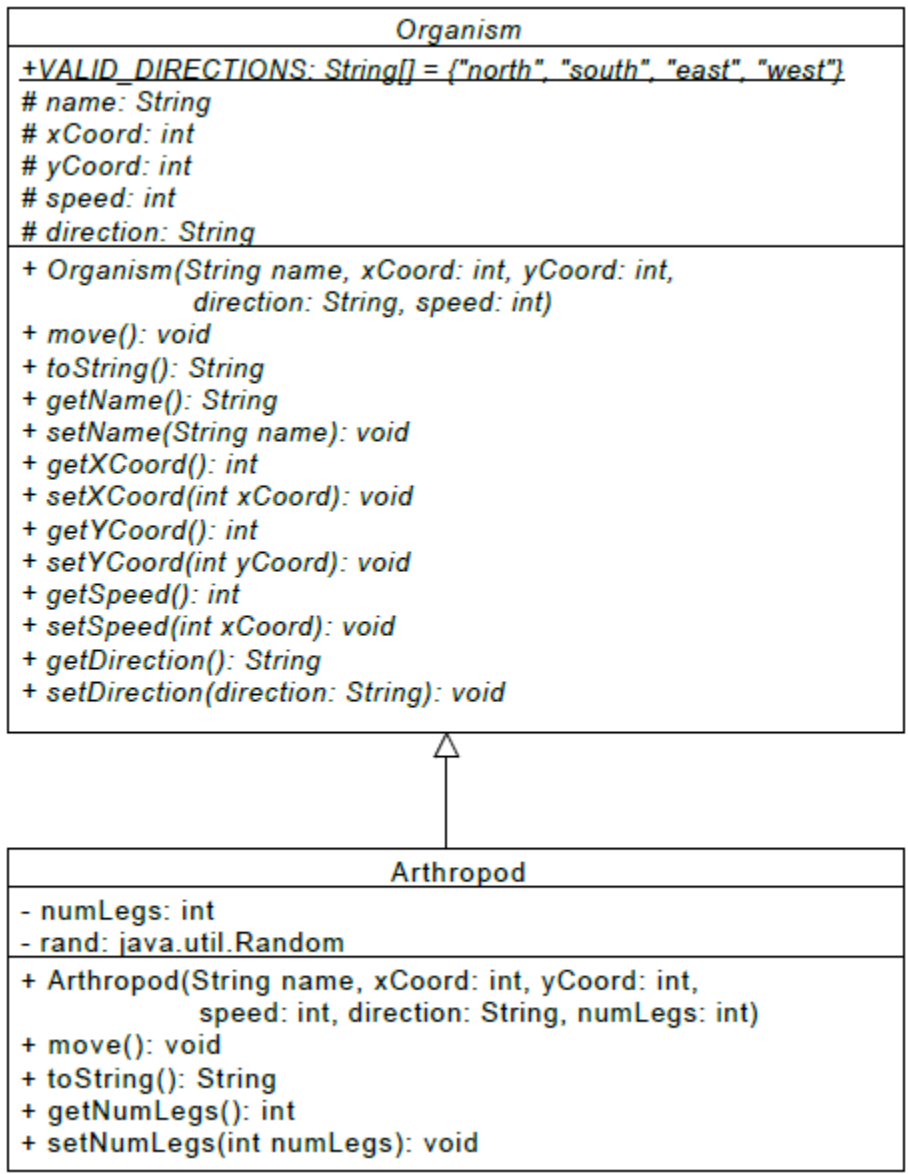 Organism
+VALID_DIRECTIONS: String[] = {"north", "south", "east", "west"}
# name: String
# xCoord: int
# yCoord: int
# speed: int
# direction: String
+ Organism(String name, xCoord: int, yCoord: int,
direction: String, speed: int)
+ move(): void
+ toString(): String
+ getName(): String
+ setName(String name): void
+ getXCoord(): int
+ setXCoord(int xCoord): void
+ getYCoord(): int
+ setYCoord(int yCoord): void
+ getSpeed(): int
+ setSpeed(int xCoord): void
+ getDirection(): String
+ setDirection(direction: String): void
Arthropod
- numLegs: int
- rand: java.util.Random
+ Arthropod(String name, xCoord: int, yCoord: int,
speed: int, direction: String, numLegs: int)
+ move(): void
+ toString(): String
+ getNumLegs(): int
+ setNumLegs(int numLegs): void